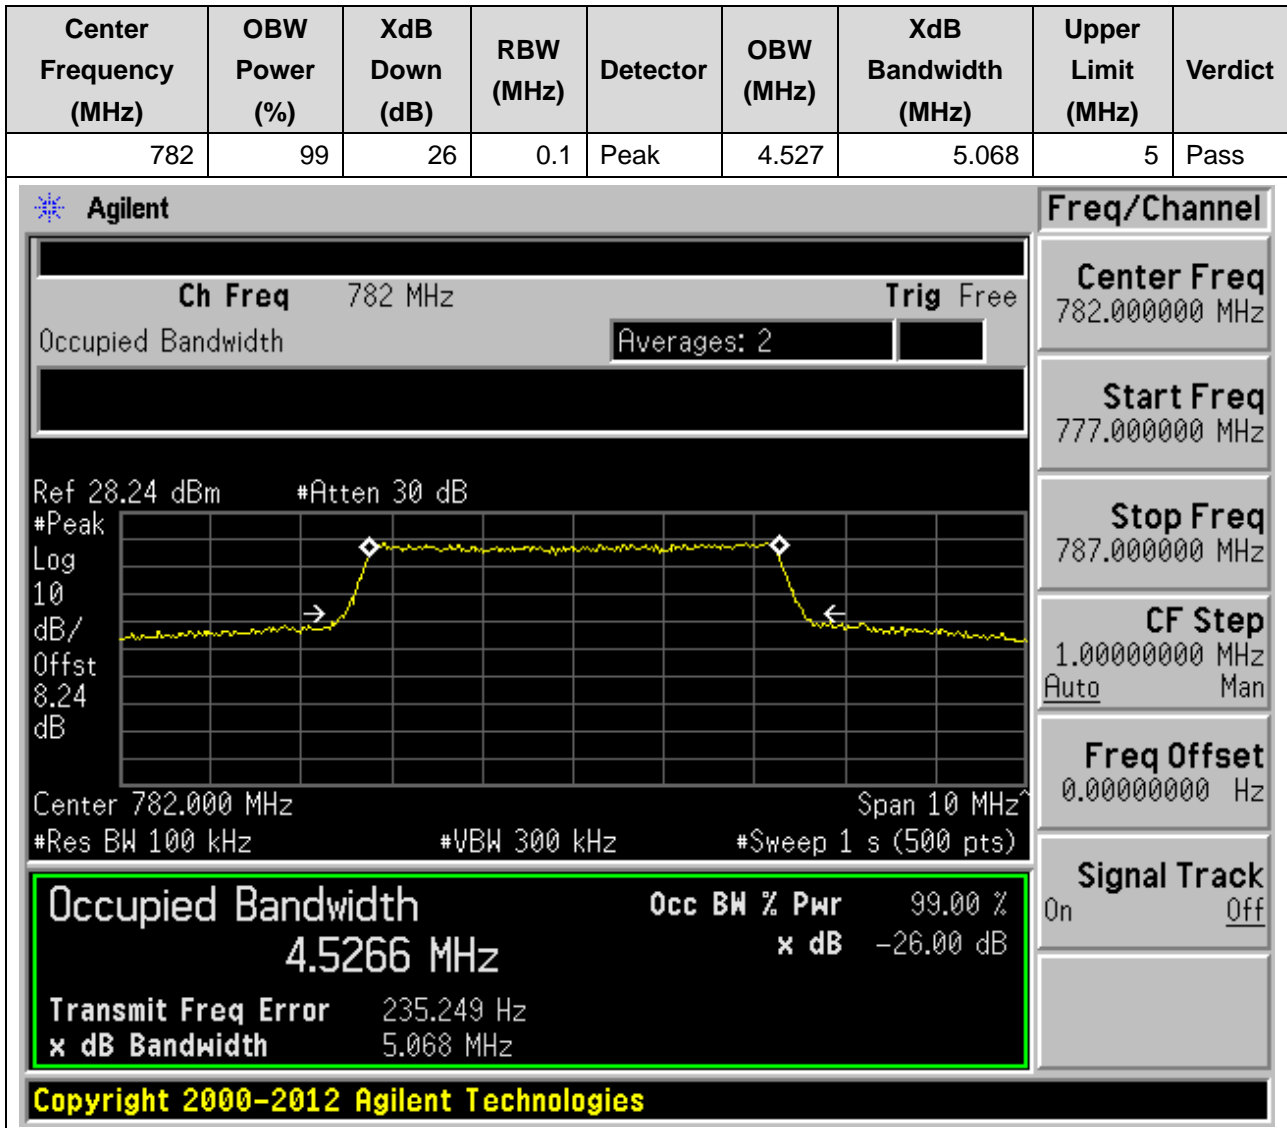 Center Frequency (MHz) OBW Power (%) XdB Down (dB) RBW (MHz) Detector OBW (MHz) XdB Bandwidth (MHz) Upper Limit (MHz) Verdict
782 99 26 0.1 Peak 4.527 5.068 5 Pass
Agilent
Freq/Channel
Ch Freq 782 MHz Trig Free
Occupied Bandwidth Averages: 2
Center Freq
782.000000 MHz
Start Freq
777.000000 MHz
Stop Freq
787.000000 MHz
CF Step
1.00000000 MHz
Auto Man
Freq Offset
0.00000000 Hz
Signal Track
On Off
Ref 28.24 dBm #Atten 30 dB
#Peak
Log
10
dB/
Offst
8.24
dB
Center 782.000 MHz Span 10 MHz^
#Res BW 100 kHz #VBW 300 kHz #Sweep 1 s (500 pts)
Occupied Bandwidth Occ BW % Pwr 99.00 %
4.5266 MHz x dB -26.00 dB
Transmit Freq Error 235.249 Hz
x dB Bandwidth 5.068 MHz
Copyright 2000-2012 Agilent Technologies